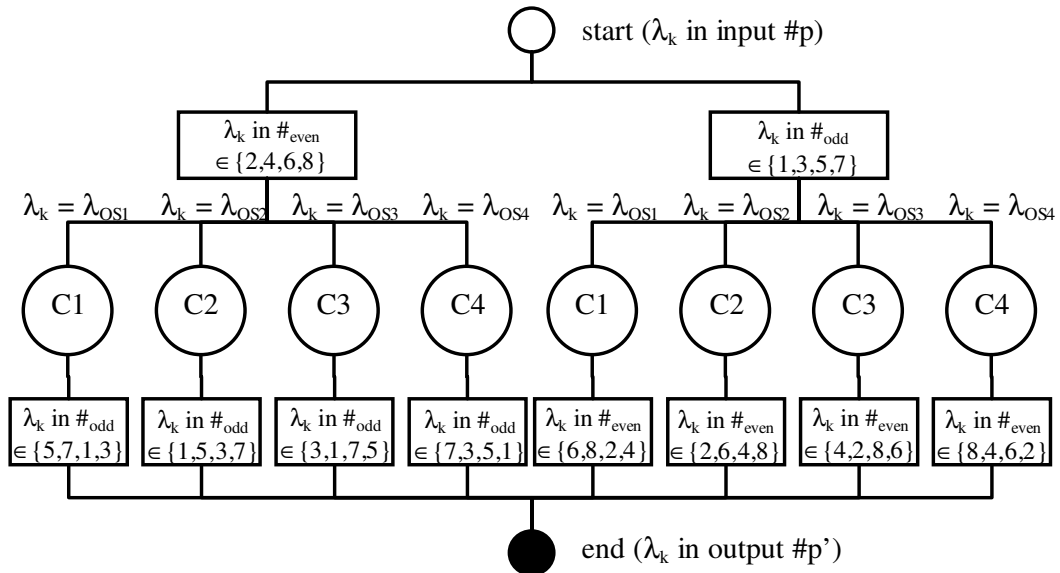 start (λk in input #p)
λk in #even
∈ {2,4,6,8}
λk in #odd
∈ {1,3,5,7}
λk = λOS1 λk = λOS2 λk = λOS3 λk = λOS4 λk = λOS1 λk = λOS2 λk = λOS3 λk = λOS4
C1 C2 C3 C4 C1 C2 C3 C4
λk in #odd λk in #odd λk in #odd λk in #odd λk in #even λk in #even λk in #even λk in #even
∈ {5,7,1,3} ∈ {1,5,3,7} ∈ {3,1,7,5} ∈ {7,3,5,1} ∈ {6,8,2,4} ∈ {2,6,4,8} ∈ {4,2,8,6} ∈ {8,4,6,2}
end (λk in output #p’)